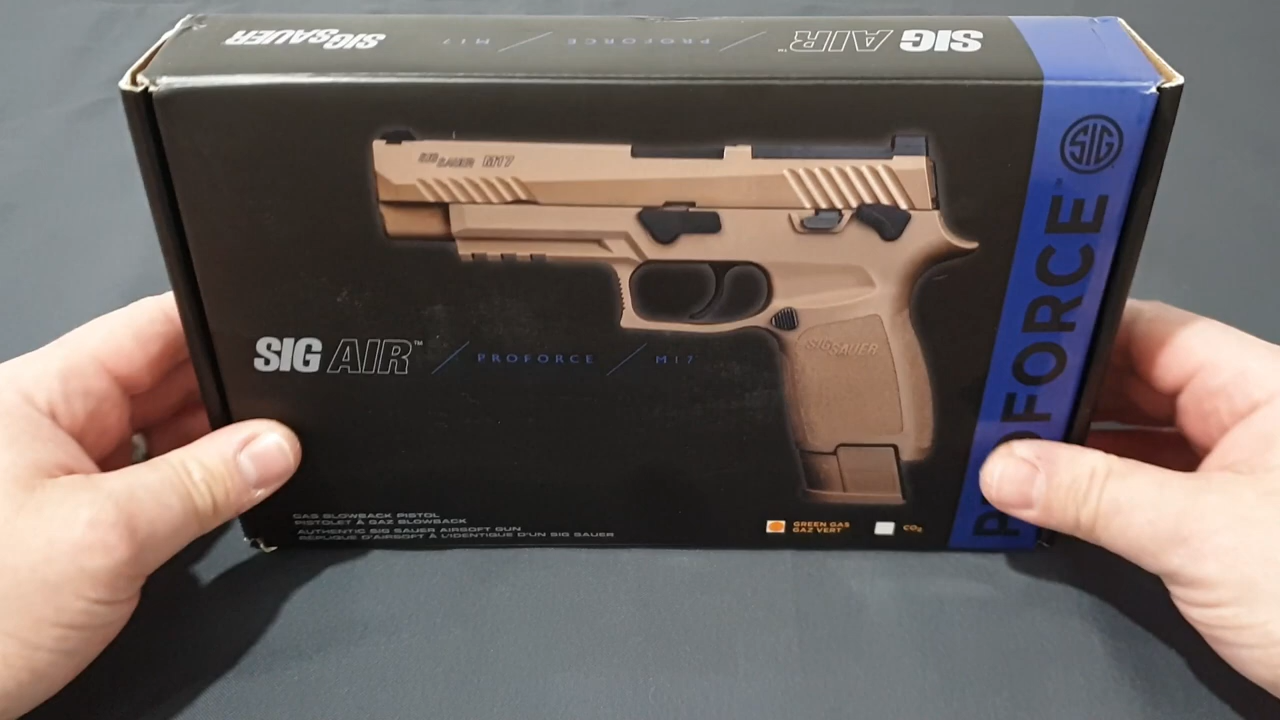 SIG SAUER M17 PROFORCE SIG AIR™
SIG
SIG SAUER M17
SIG SAUER
SIG AIR™ / PROFORCE / M17
PROFORCE™
GAS BLOWBACK PISTOL
PISTOLET À GAZ BLOWBACK
AUTHENTIC SIG SAUER AIRSOFT GUN
RÉPLIQUE D'AIRSOFT À L'IDENTIQUE D'UN SIG SAUER
GREEN GAS
GAZ VERT
CO₂